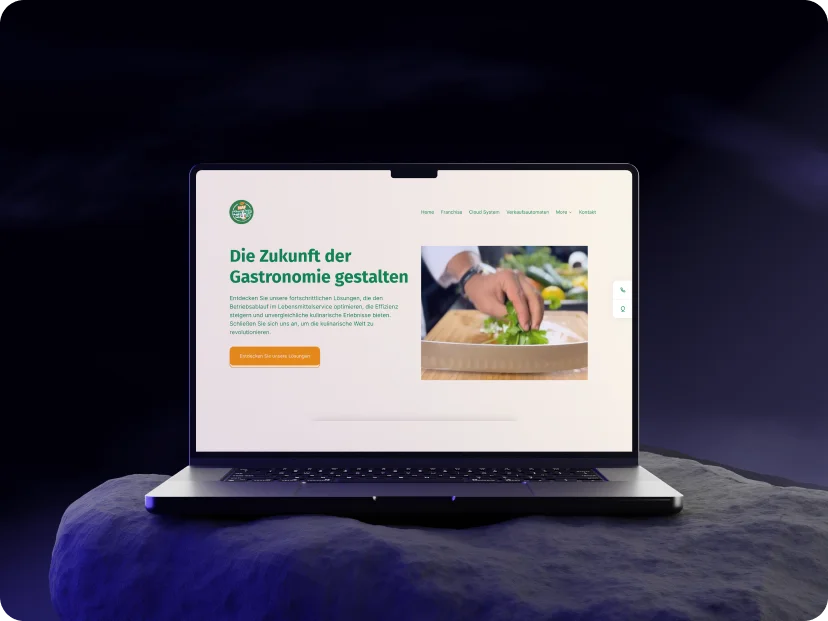 Home Franchise Cloud System Verkaufsautomaten More Kontakt
Die Zukunft der
Gastronomie gestalten
Entdecken Sie unsere fortschrittlichen Lösungen, die den
Betriebsablauf im Lebensmittelservice optimieren, die Effizienz
steigern und unvergleichliche kulinarische Erlebnisse bieten.
Schließen Sie sich uns an, um die kulinarische Welt zu
revolutionieren.
Entdecken Sie unsere Lösungen